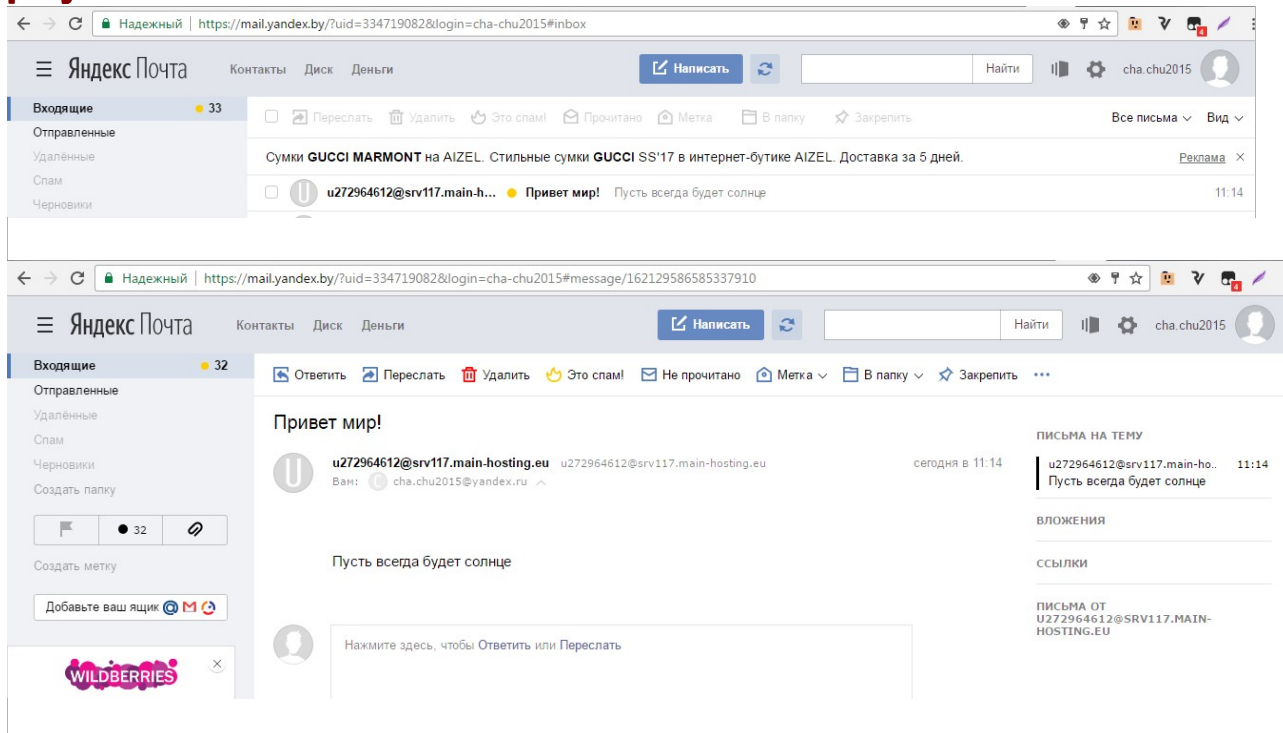 Надежный | https://mail.yandex.by/?uid=334719082&login=cha-chu2015#inbox
4
Яндекс Почта Контакты Диск Деньги Написать Найти cha.chu2015
Входящие 33
Отправленные
Удалённые
Спам
Черновики
Переслать Удалить Это спам! Прочитано Метка В папку Закрепить Все письма Вид
Сумки GUCCI MARMONT на AIZEL. Стильные сумки GUCCI SS'17 в интернет-бутике AIZEL. Доставка за 5 дней. Реклама ×
U u272964612@srv117.main-h... Привет мир! Пусть всегда будет солнце 11:14
Надежный | https://mail.yandex.by/?uid=334719082&login=cha-chu2015#message/162129586585337910
4
Яндекс Почта Контакты Диск Деньги Написать Найти cha.chu2015
Входящие 32
Отправленные
Удалённые
Спам
Черновики
Создать папку
32
Создать метку
Добавьте ваш ящик
WILDBERRIES
Ответить Переслать Удалить Это спам! Не прочитано Метка В папку Закрепить ...
Привет мир!
U u272964612@srv117.main-hosting.eu u272964612@srv117.main-hosting.eu сегодня в 11:14
Вам: C cha.chu2015@yandex.ru
Пусть всегда будет солнце
Нажмите здесь, чтобы Ответить или Переслать
ПИСЬМА НА ТЕМУ
u272964612@srv117.main-ho.. 11:14
Пусть всегда будет солнце
ВЛОЖЕНИЯ
ССЫЛКИ
ПИСЬМА ОТ
U272964612@SRV117.MAIN-
HOSTING.EU